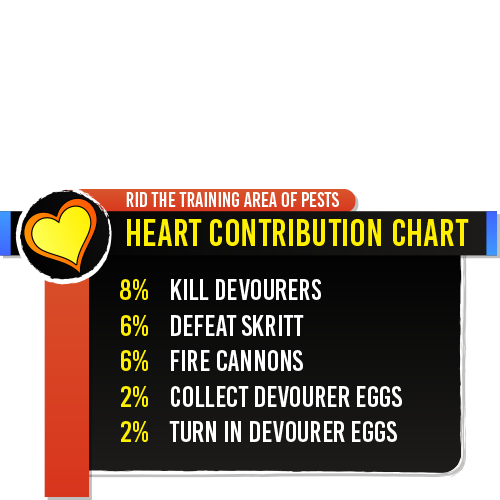 RID THE TRAINING AREA OF PESTS
HEART CONTRIBUTION CHART
8% KILL DEVOURERS
6% DEFEAT SKRITT
6% FIRE CANNONS
2% COLLECT DEVOURER EGGS
2% TURN IN DEVOURER EGGS